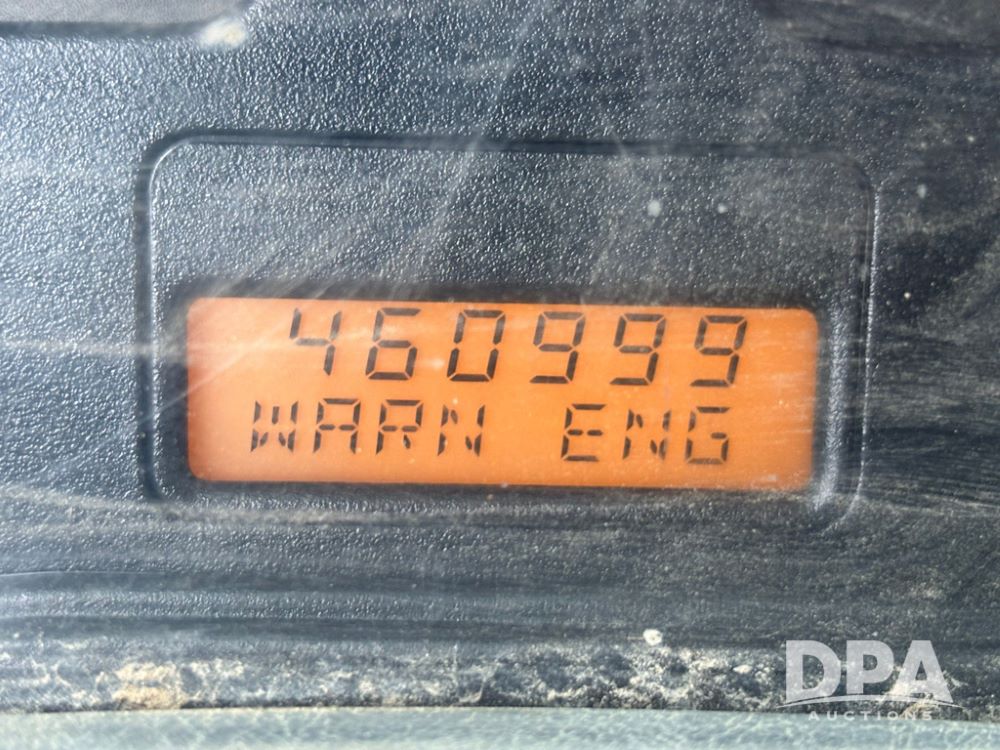 460999
WARN ENG
DPA
AUCTIONS